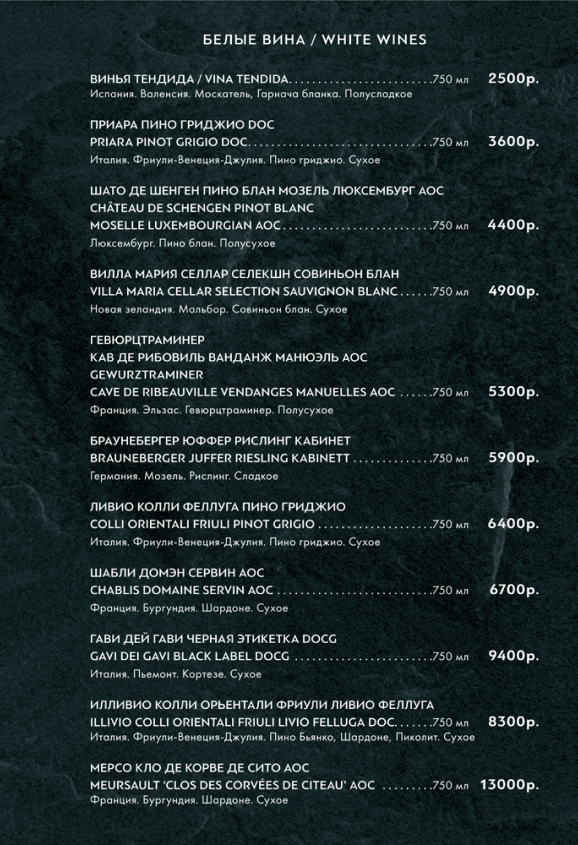 БЕЛЫЕ ВИНА / WHITE WINES
ВИНЬЯ ТЕНДИДА / VINA TENDIDA........................750 мл 2500р.
Испания. Валенсия. Москатель, Гарнача бланка. Полусладкое
ПРИАРА ПИНО ГРИДЖИО DOC
PRIARA PINOT GRIGIO DOC..............................750 мл 3600р.
Италия. Фриули-Венеция-Джулия. Пино гриджио. Сухое
ШАТО ДЕ ШЕНГЕН ПИНО БЛАН МОЗЕЛЬ ЛЮКСЕМБУРГ АОС
CHÂTEAU DE SCHENGEN PINOT BLANC
MOSELLE LUXEMBOURGIAN AOC.........................750 мл 4400р.
Люксембург. Пино блан. Полусухое
ВИЛЛА МАРИЯ СЕЛЛАР СЕЛЕКШН СОВИНЬОН БЛАН
VILLA MARIA CELLAR SELECTION SAUVIGNON BLANC......750 мл 4900р.
Новая зеландия. Мальбор. Совиньон блан. Сухое
ГЕВЮРЦТРАМИНЕР
КАВ ДЕ РИБОВИЛЬ ВАНДАНЖ МАНЮЭЛЬ АОС
GEWURZTRAMINER
CAVE DE RIBEAUVILLE VENDANGES MANUELLES AOC ......750 мл 5300р.
Франция. Эльзас. Гевюрцтраминер. Полусухое
БРАУНЕБЕРГЕР ЮФФЕР РИСЛИНГ КАБИНЕТ
BRAUNEBERGER JUFFER RIESLING KABINETT .............750 мл 5900р.
Германия. Мозель. Рислинг. Сладкое
ЛИВИО КОЛЛИ ФЕЛЛУГА ПИНО ГРИДЖИО
COLLI ORIENTALI FRIULI PINOT GRIGIO ..................750 мл 6400р.
Италия. Фриули-Венеция-Джулия. Пино гриджио. Сухое
ШАБЛИ ДОМЭН СЕРВИН АОС
CHABLIS DOMAINE SERVIN AOC ........................750 мл 6700р.
Франция. Бургундия. Шардоне. Сухое
ГАВИ ДЕЙ ГАВИ ЧЕРНАЯ ЭТИКЕТКА DOCG
GAVI DEI GAVI BLACK LABEL DOCG ......................750 мл 9400р.
Италия. Пьемонт. Кортезе. Сухое
ИЛЛИВИО КОЛЛИ ОРЬЕНТАЛИ ФРИУЛИ ЛИВИО ФЕЛЛУГА
ILLIVIO COLLI ORIENTALI FRIULI LIVIO FELLUGA DOC.......750 мл 8300р.
Италия. Фриули-Венеция-Джулия. Пино Бьянко, Шардоне, Пиколит. Сухое
МЕРСО КЛО ДЕ КОРВЕ ДЕ СИТО АОС
MEURSAULT ‘CLOS DES CORVÉES DE CITEAU’ AOC ........750 мл 13000р.
Франция. Бургундия. Шардоне. Сухое